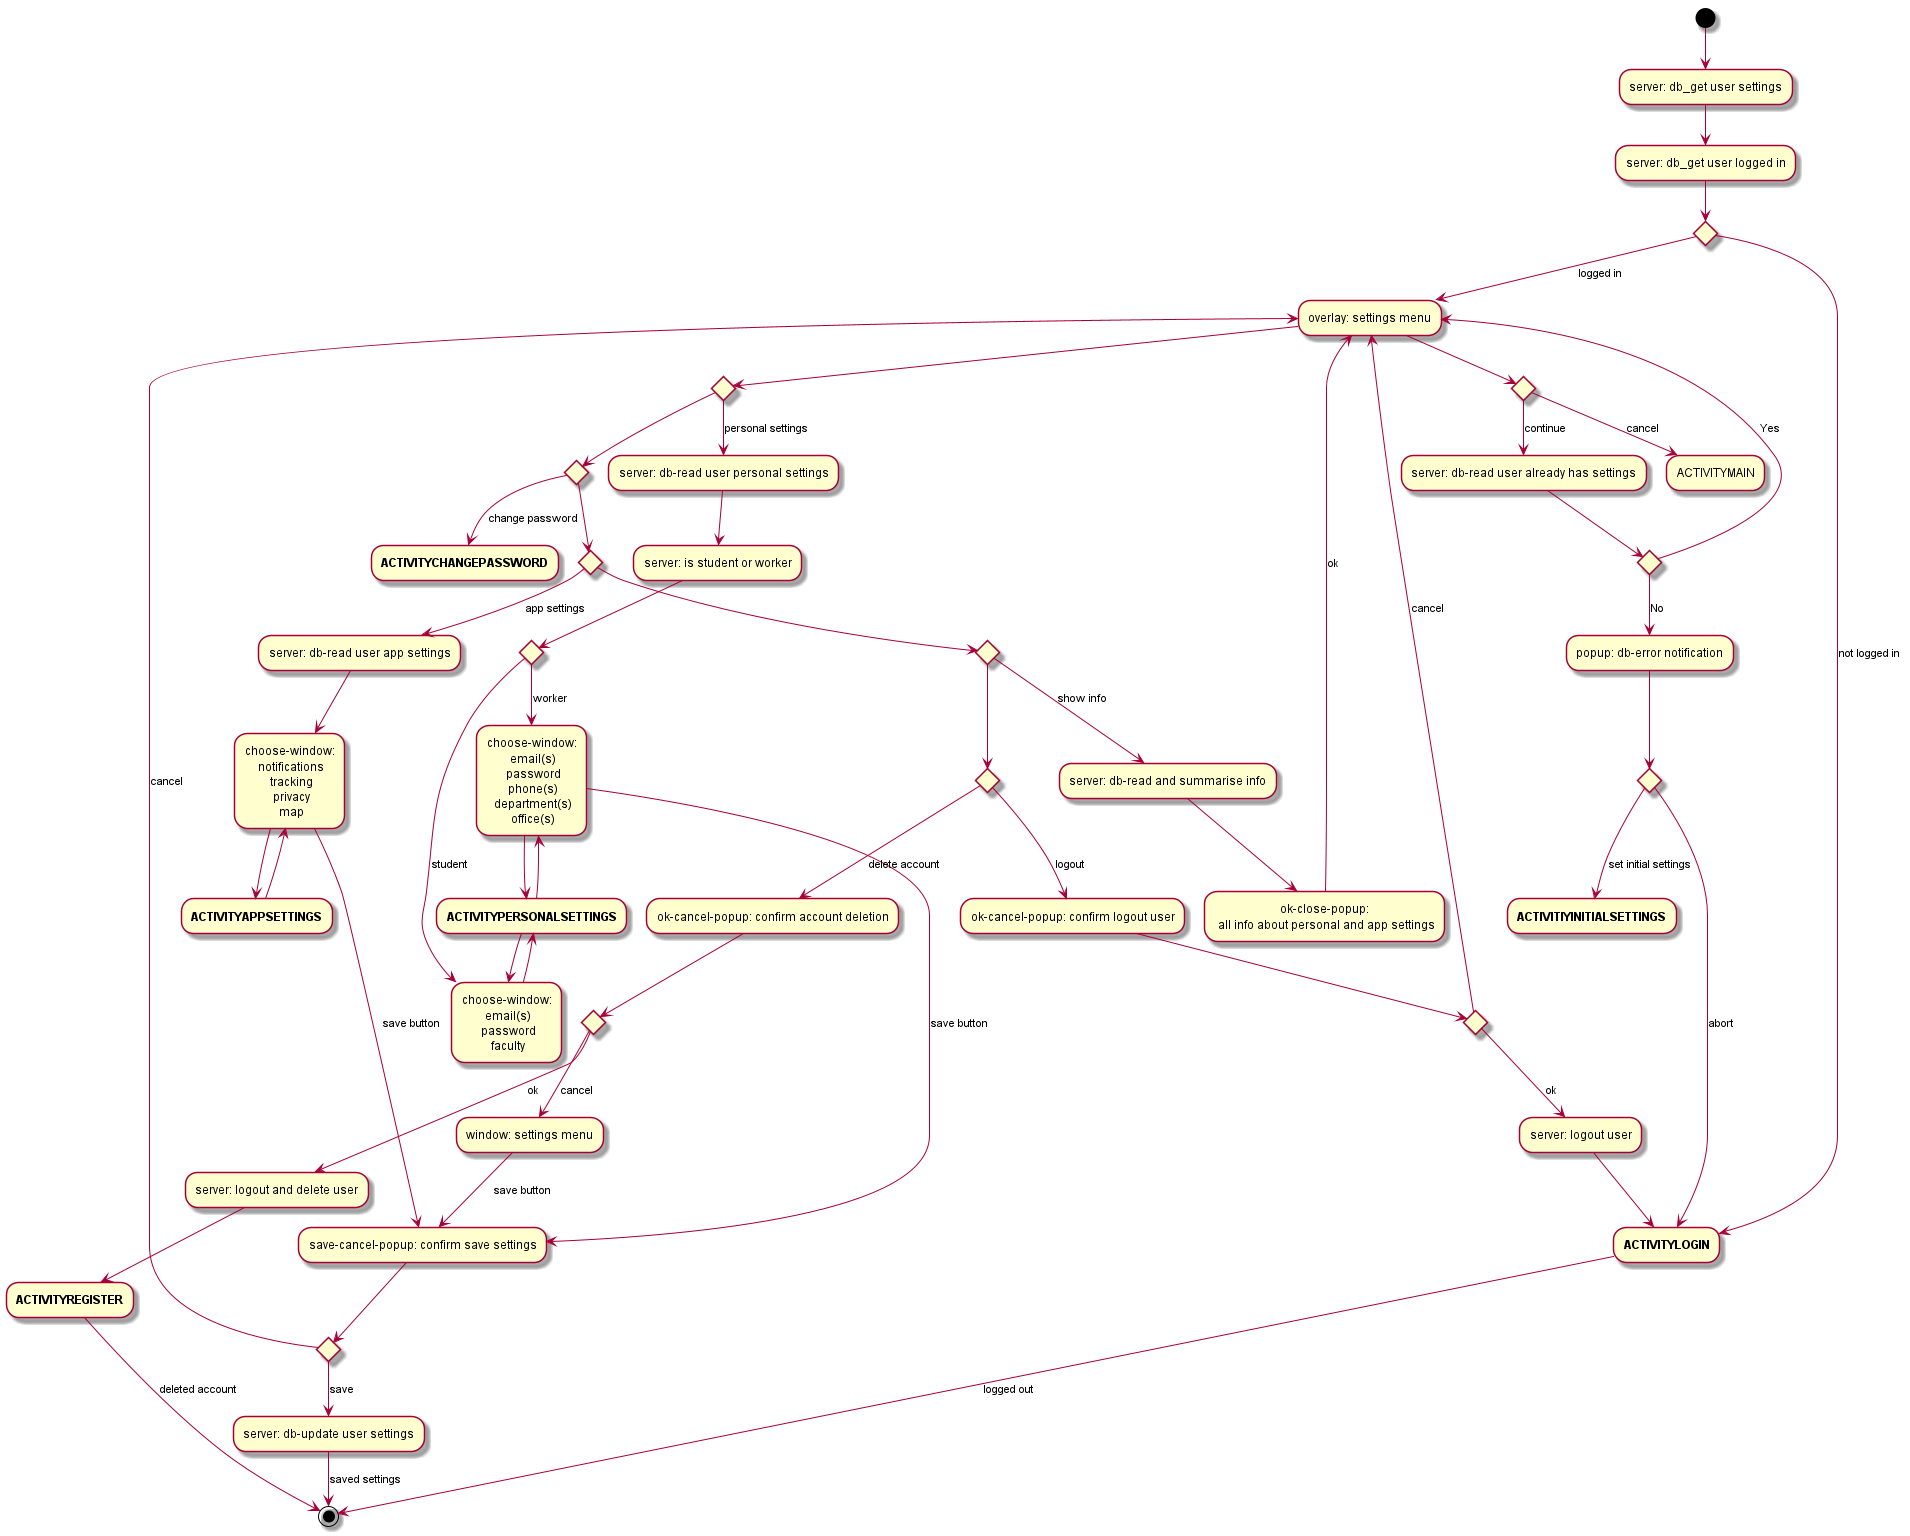 server: db_get user settings
server: db_get user logged in
logged in
overlay: settings menu
personal settings
continue
cancel
Yes
server: db-read user personal settings
server: db-read user already has settings
ACTIVITYMAIN
change password
ACTIVITYCHANGEPASSWORD
server: is student or worker
ok
app settings
cancel
No
server: db-read user app settings
popup: db-error notification
not logged in
worker
show info
choose-window:
notifications
tracking
privacy
map
choose-window:
email(s)
password
phone(s)
department(s)
office(s)
cancel
server: db-read and summarise info
student
delete account
logout
set initial settings
ACTIVITYAPPSETTINGS
ACTIVITYPERSONALSETTINGS
ok-cancel-popup: confirm account deletion
ok-cancel-popup: confirm logout user
ok-close-popup:
all info about personal and app settings
ACTIVITIYINITIALSETTINGS
choose-window:
email(s)
password
faculty
save button
save button
abort
ok
cancel
ok
window: settings menu
server: logout user
server: logout and delete user
save button
save-cancel-popup: confirm save settings
ACTIVITYLOGIN
ACTIVITYREGISTER
deleted account
save
logged out
server: db-update user settings
saved settings